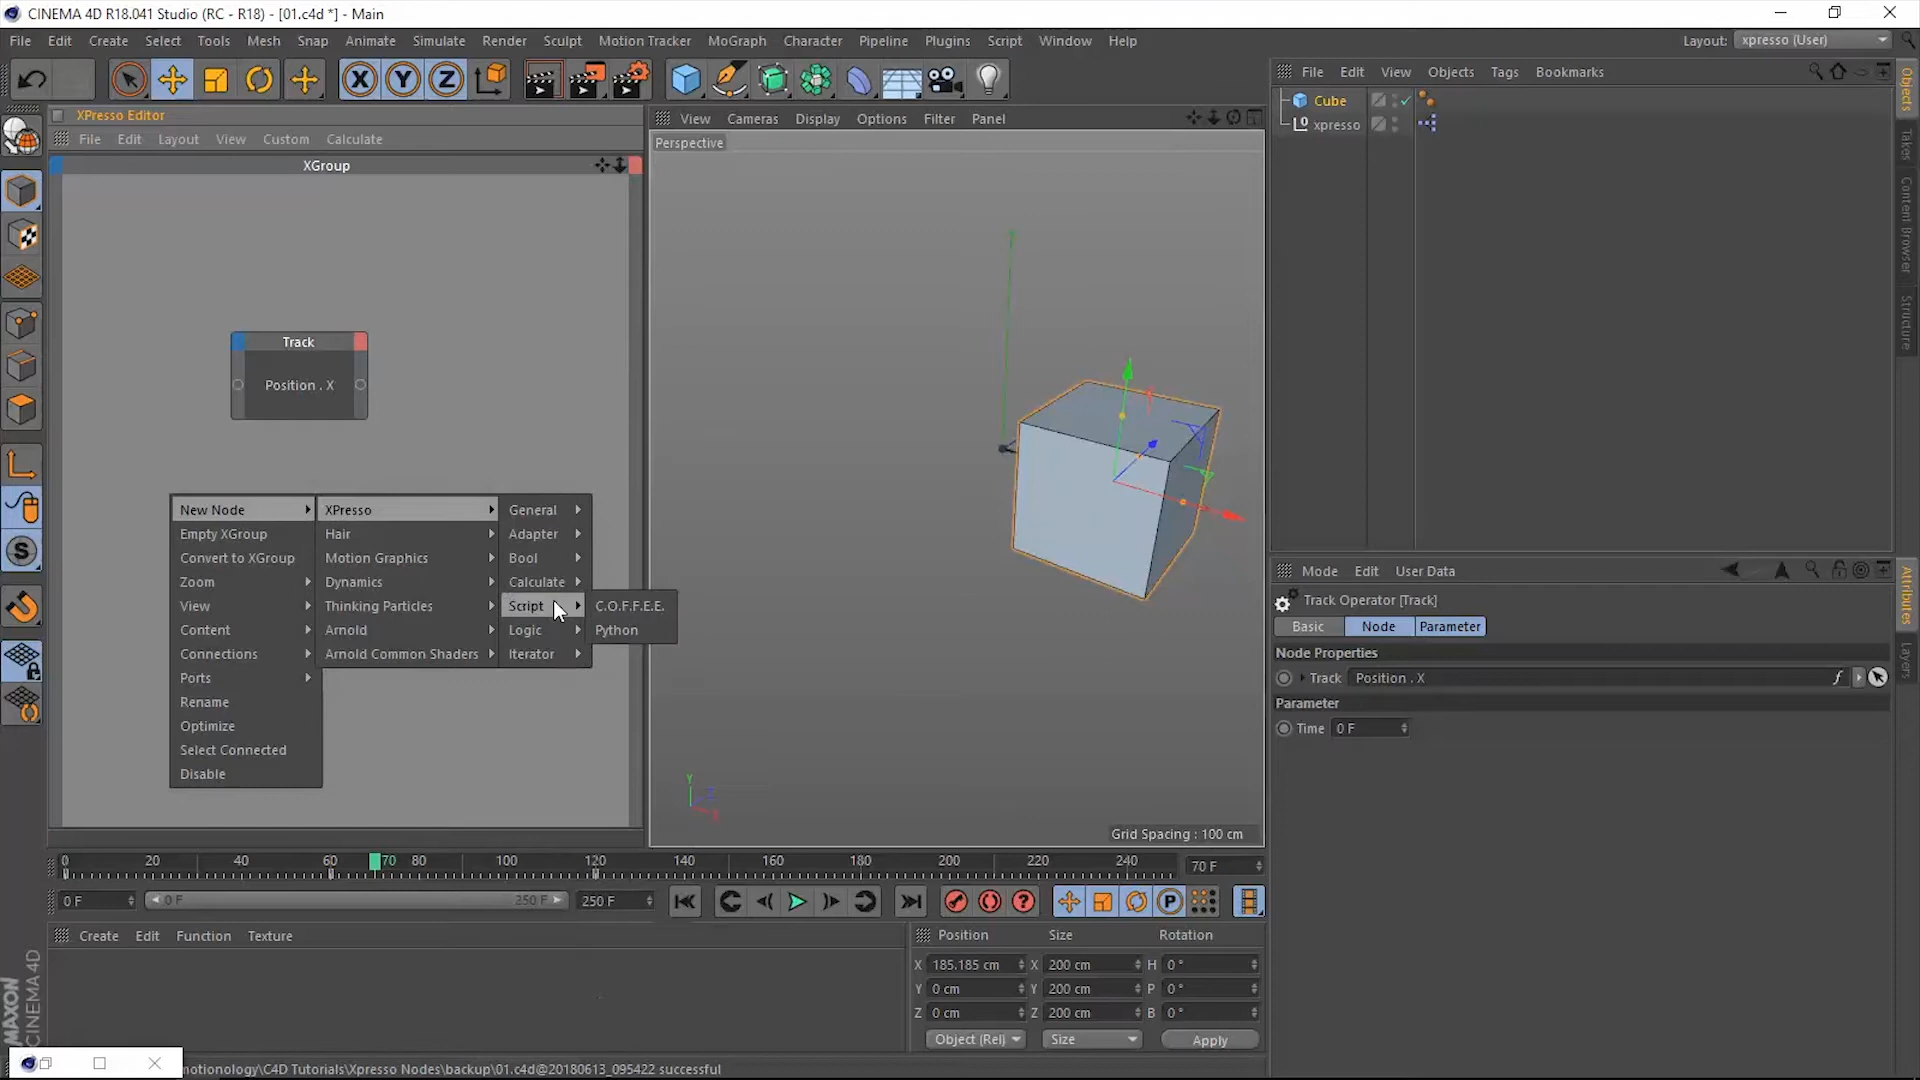 CINEMA 4D R18.041 Studio (RC - R18) - [01.c4d *] - Main
File Edit Create Select Tools Mesh Snap Animate Simulate Render Sculpt Motion Tracker MoGraph Character Pipeline Plugins Script Window Help
Layout: xpresso (User)
X Y Z
XPresso Editor
File Edit Layout View Custom Calculate
XGroup
Track
Position . X
New Node
Empty XGroup
Convert to XGroup
Zoom
View
Content
Connections
Ports
Rename
Optimize
Select Connected
Disable
XPresso
Hair
Motion Graphics
Dynamics
Thinking Particles
Arnold
Arnold Common Shaders
General
Adapter
Bool
Calculate
Script
Logic
Iterator
C.O.F.F.E.E.
Python
View Cameras Display Options Filter Panel
Perspective
Y
Z
X
Grid Spacing : 100 cm
File Edit View Objects Tags Bookmarks
Cube
xpresso
Objects
Takes
Content Browser
Structure
Mode Edit User Data
Track Operator [Track]
Basic Node Parameter
Node Properties
Track Position . X
Parameter
Time 0 F
Attributes
Layers
0 20 40 60 70 80 100 120 140 160 180 200 220 240
70 F
0 F 0 F 250 F 250 F
Create Edit Function Texture
Position Size Rotation
X 185.185 cm X 200 cm H 0 °
Y 0 cm Y 200 cm P 0 °
Z 0 cm Z 200 cm B 0 °
Object (Rel) Size Apply
MAXON
CINEMA 4D
motionology\C4D Tutorials\Xpresso Nodes\backup\01.c4d@20180613_095422 successful